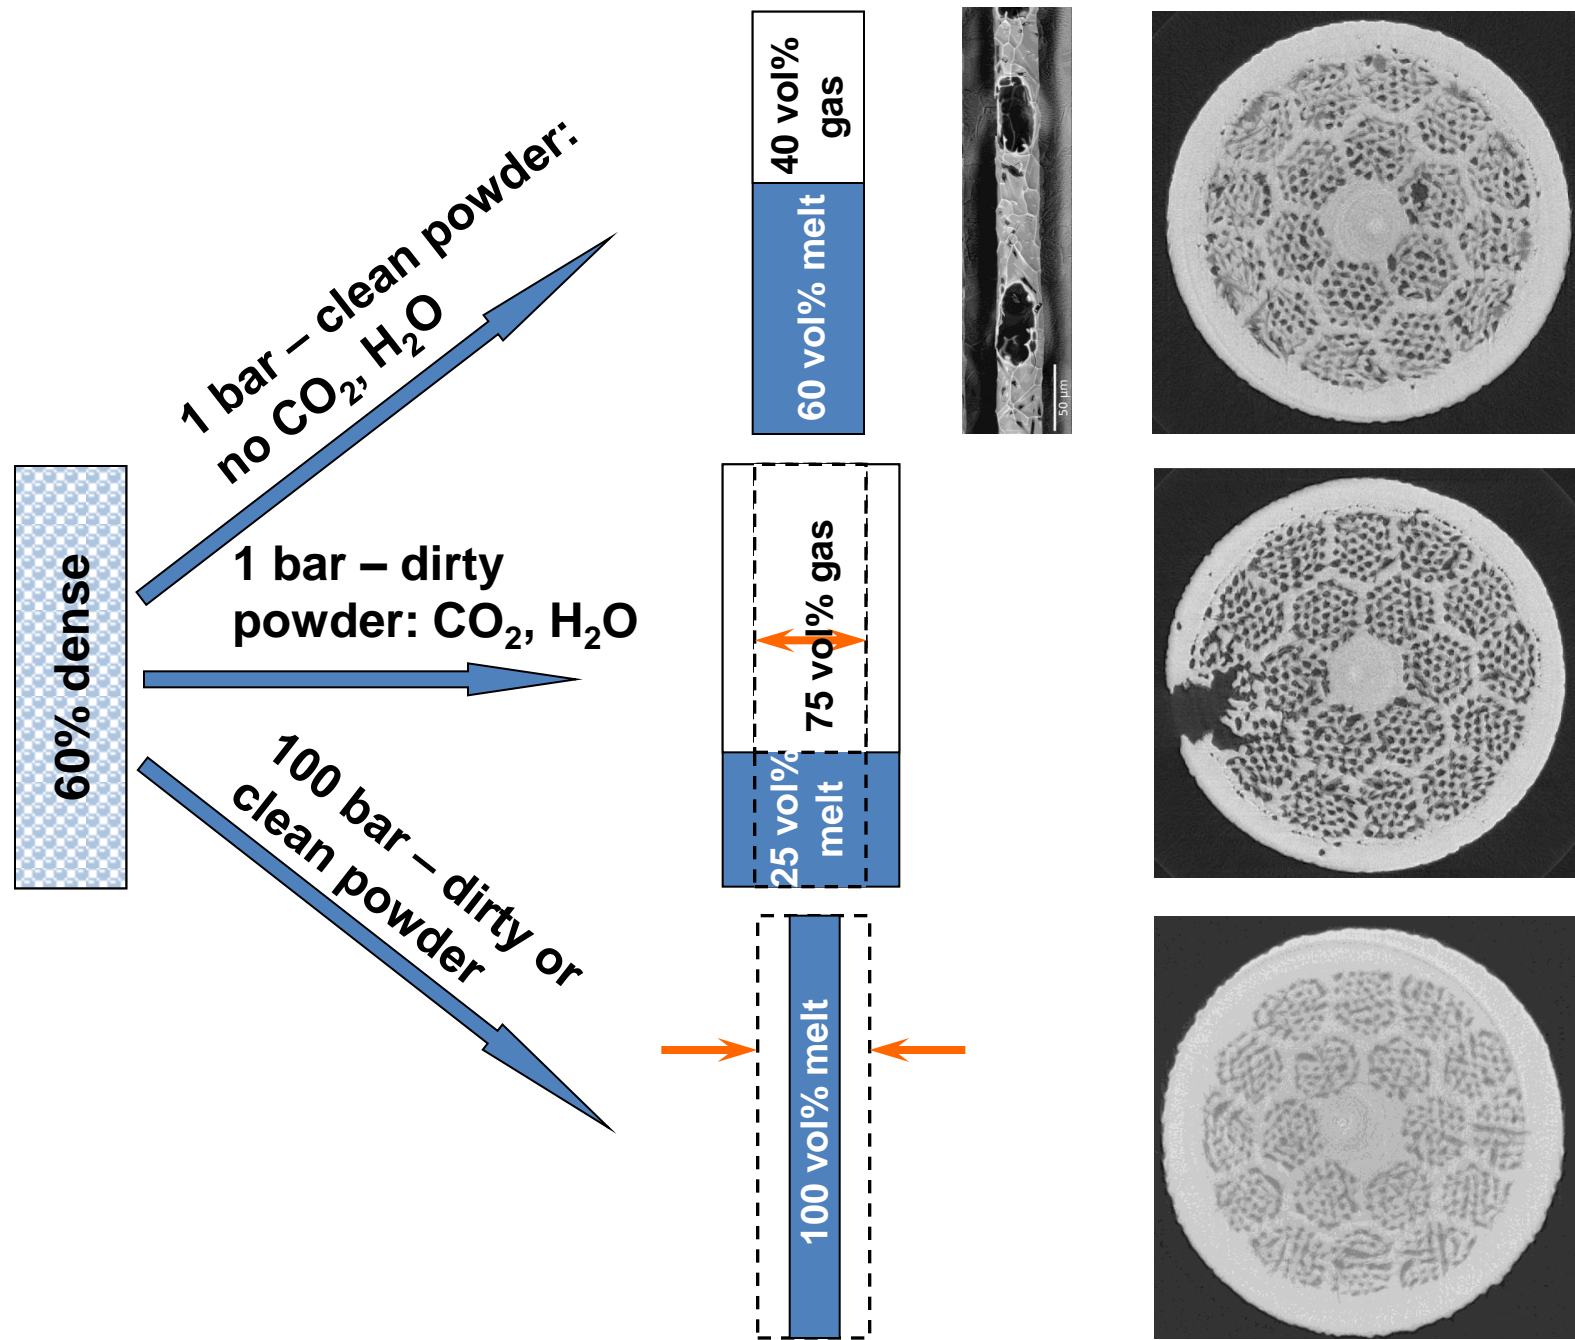 60% dense
1 bar – clean powder:
no CO₂, H₂O
1 bar – dirty
powder: CO₂, H₂O
100 bar – dirty or
clean powder
40 vol%
gas
60 vol% melt
75 vol% gas
25 vol%
melt
100 vol% melt
50 µm